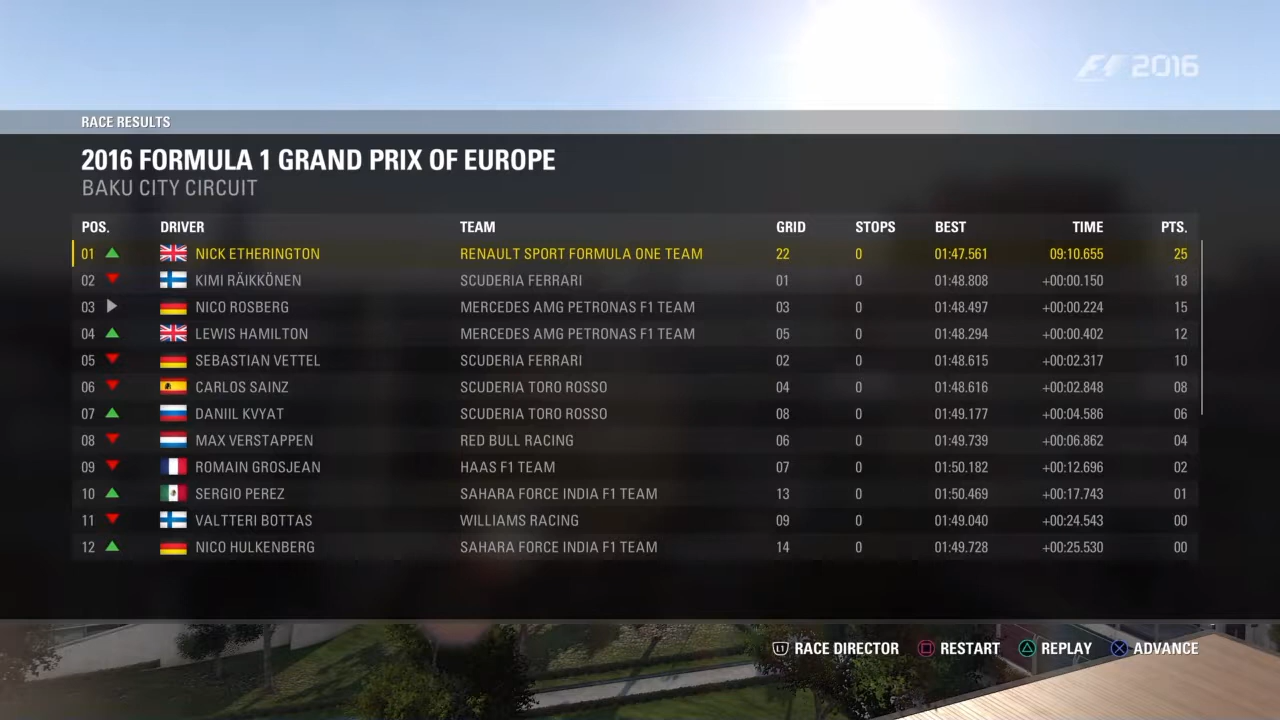 F1 2016
RACE RESULTS
2016 FORMULA 1 GRAND PRIX OF EUROPE
BAKU CITY CIRCUIT
POS. DRIVER TEAM GRID STOPS BEST TIME PTS.
01 NICK ETHERINGTON RENAULT SPORT FORMULA ONE TEAM 22 0 01:47.561 09:10.655 25
02 KIMI RÄIKKÖNEN SCUDERIA FERRARI 01 0 01:48.808 +00:00.150 18
03 NICO ROSBERG MERCEDES AMG PETRONAS F1 TEAM 03 0 01:48.497 +00:00.224 15
04 LEWIS HAMILTON MERCEDES AMG PETRONAS F1 TEAM 05 0 01:48.294 +00:00.402 12
05 SEBASTIAN VETTEL SCUDERIA FERRARI 02 0 01:48.615 +00:02.317 10
06 CARLOS SAINZ SCUDERIA TORO ROSSO 04 0 01:48.616 +00:02.848 08
07 DANIIL KVYAT SCUDERIA TORO ROSSO 08 0 01:49.177 +00:04.586 06
08 MAX VERSTAPPEN RED BULL RACING 06 0 01:49.739 +00:06.862 04
09 ROMAIN GROSJEAN HAAS F1 TEAM 07 0 01:50.182 +00:12.696 02
10 SERGIO PEREZ SAHARA FORCE INDIA F1 TEAM 13 0 01:50.469 +00:17.743 01
11 VALTTERI BOTTAS WILLIAMS RACING 09 0 01:49.040 +00:24.543 00
12 NICO HULKENBERG SAHARA FORCE INDIA F1 TEAM 14 0 01:49.728 +00:25.530 00
L1 RACE DIRECTOR RESTART REPLAY ADVANCE